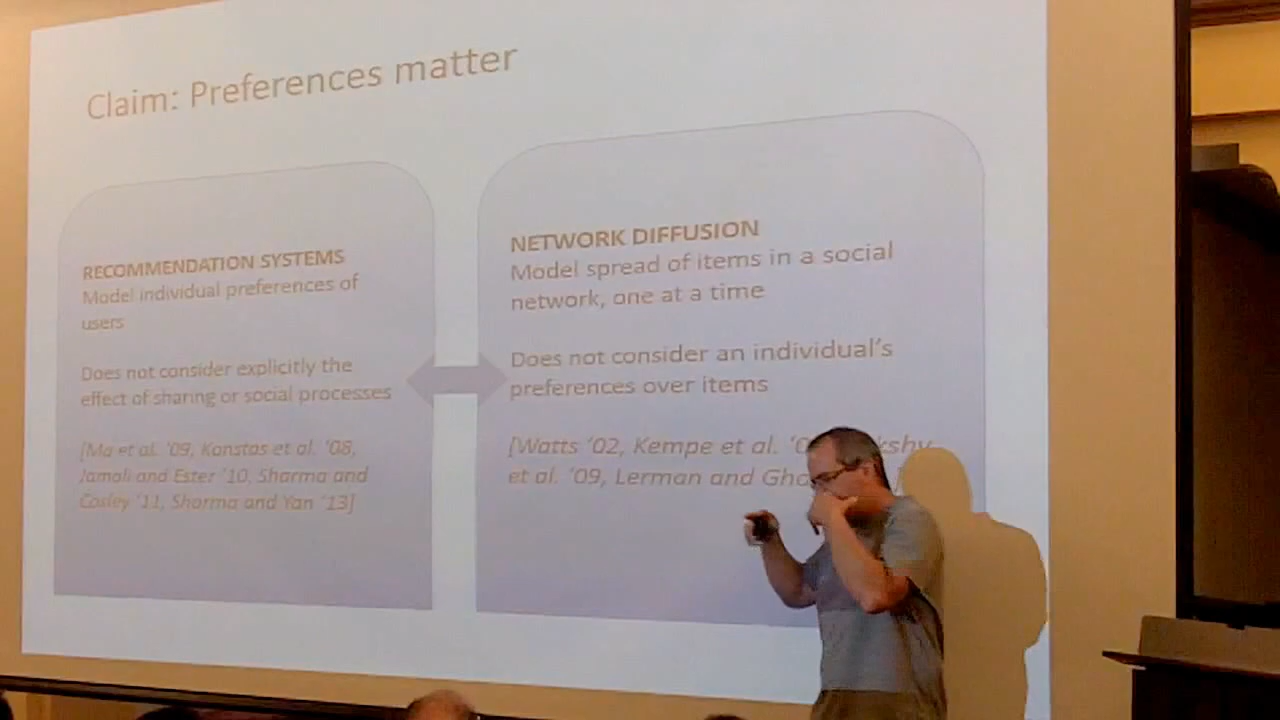 Claim: Preferences matter
RECOMMENDATION SYSTEMS
Model individual preferences of
users
Does not consider explicitly the
effect of sharing or social processes
[Ma et al. '09, Konstas et al. '08,
Jamali and Ester '10, Sharma and
Cosley '11, Sharma and Yan '13]
NETWORK DIFFUSION
Model spread of items in a social
network, one at a time
Does not consider an individual's
preferences over items
[Watts '02, Kempe et al.
et al. '09, Lerman and